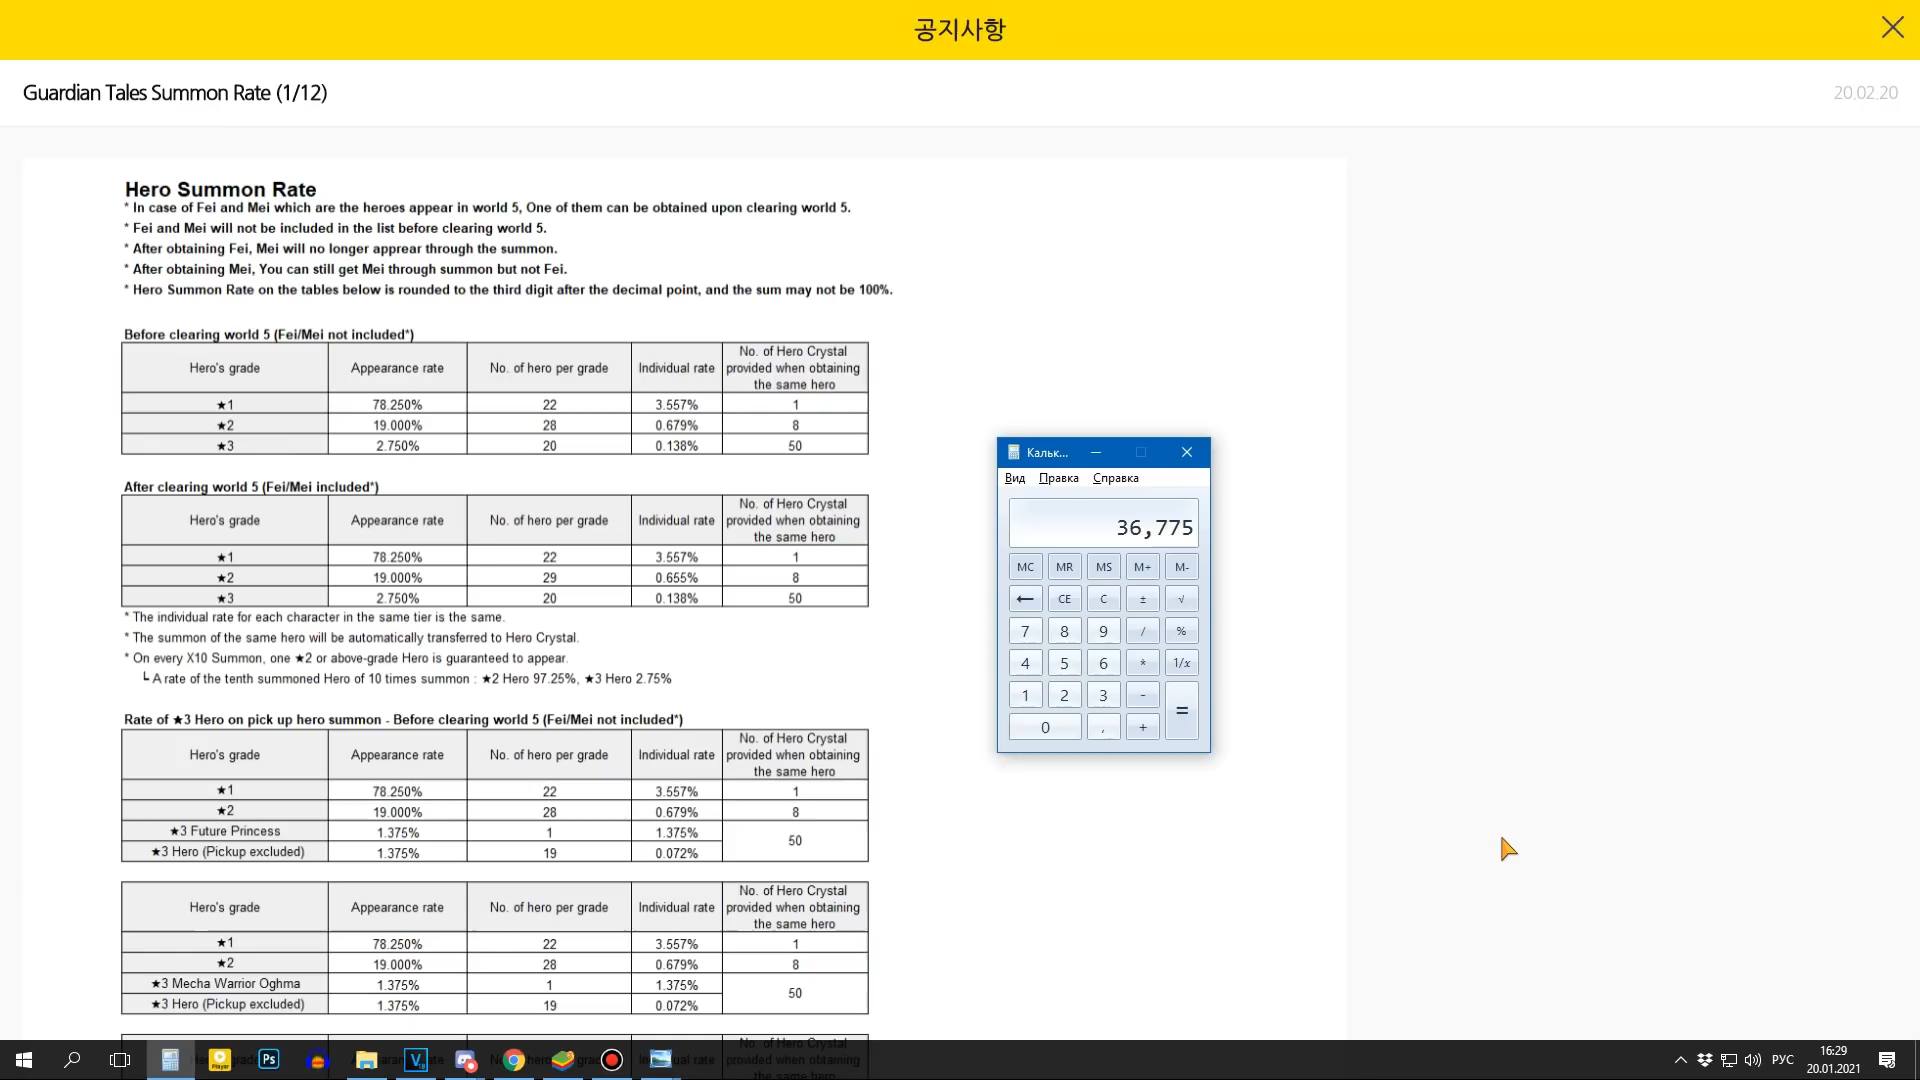 공지사항
Guardian Tales Summon Rate (1/12)
20.02.20
Hero Summon Rate
* In case of Fei and Mei which are the heroes appear in world 5, One of them can be obtained upon clearing world 5.
* Fei and Mei will not be included in the list before clearing world 5.
* After obtaining Fei, Mei will no longer apprear through the summon.
* After obtaining Mei, You can still get Mei through summon but not Fei.
* Hero Summon Rate on the tables below is rounded to the third digit after the decimal point, and the sum may not be 100%.
Before clearing world 5 (Fei/Mei not included*)
Hero's grade Appearance rate No. of hero per grade Individual rate No. of Hero Crystal provided when obtaining the same hero
★1 78.250% 22 3.557% 1
★2 19.000% 28 0.679% 8
★3 2.750% 20 0.138% 50
After clearing world 5 (Fei/Mei included*)
Hero's grade Appearance rate No. of hero per grade Individual rate No. of Hero Crystal provided when obtaining the same hero
★1 78.250% 22 3.557% 1
★2 19.000% 29 0.655% 8
★3 2.750% 20 0.138% 50
* The individual rate for each character in the same tier is the same.
* The summon of the same hero will be automatically transferred to Hero Crystal.
* On every X10 Summon, one ★2 or above-grade Hero is guaranteed to appear.
┗ A rate of the tenth summoned Hero of 10 times summon : ★2 Hero 97.25%, ★3 Hero 2.75%
Rate of ★3 Hero on pick up hero summon - Before clearing world 5 (Fei/Mei not included*)
Hero's grade Appearance rate No. of hero per grade Individual rate No. of Hero Crystal provided when obtaining the same hero
★1 78.250% 22 3.557% 1
★2 19.000% 28 0.679% 8
★3 Future Princess 1.375% 1 1.375% 50
★3 Hero (Pickup excluded) 1.375% 19 0.072%
Hero's grade Appearance rate No. of hero per grade Individual rate No. of Hero Crystal provided when obtaining the same hero
★1 78.250% 22 3.557% 1
★2 19.000% 28 0.679% 8
★3 Mecha Warrior Oghma 1.375% 1 1.375% 50
★3 Hero (Pickup excluded) 1.375% 19 0.072%
Кальк...
Вид Правка Справка
36,775
MC MR MS M+ M-
← CE C ± √
7 8 9 / %
4 5 6 * 1/x
1 2 3 - =
0 , +
Player
Ps
V
РУС
16:29
20.01.2021